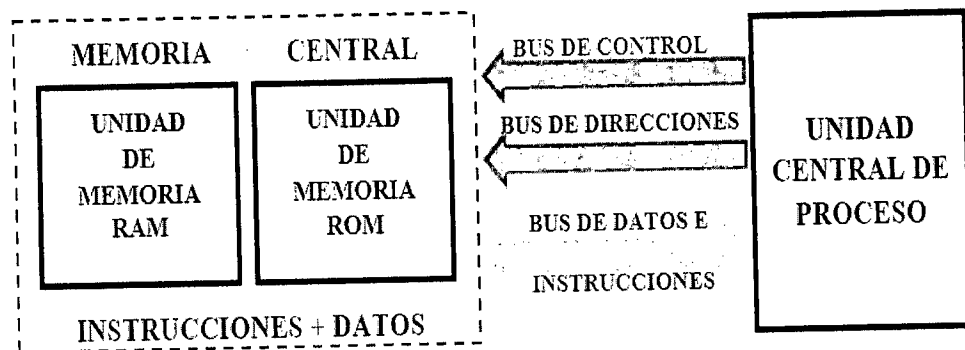 MEMORIA CENTRAL
UNIDAD
DE
MEMORIA
RAM
UNIDAD
DE
MEMORIA
ROM
INSTRUCCIONES + DATOS
BUS DE CONTROL
BUS DE DIRECCIONES
BUS DE DATOS E
INSTRUCCIONES
UNIDAD
CENTRAL DE
PROCESO